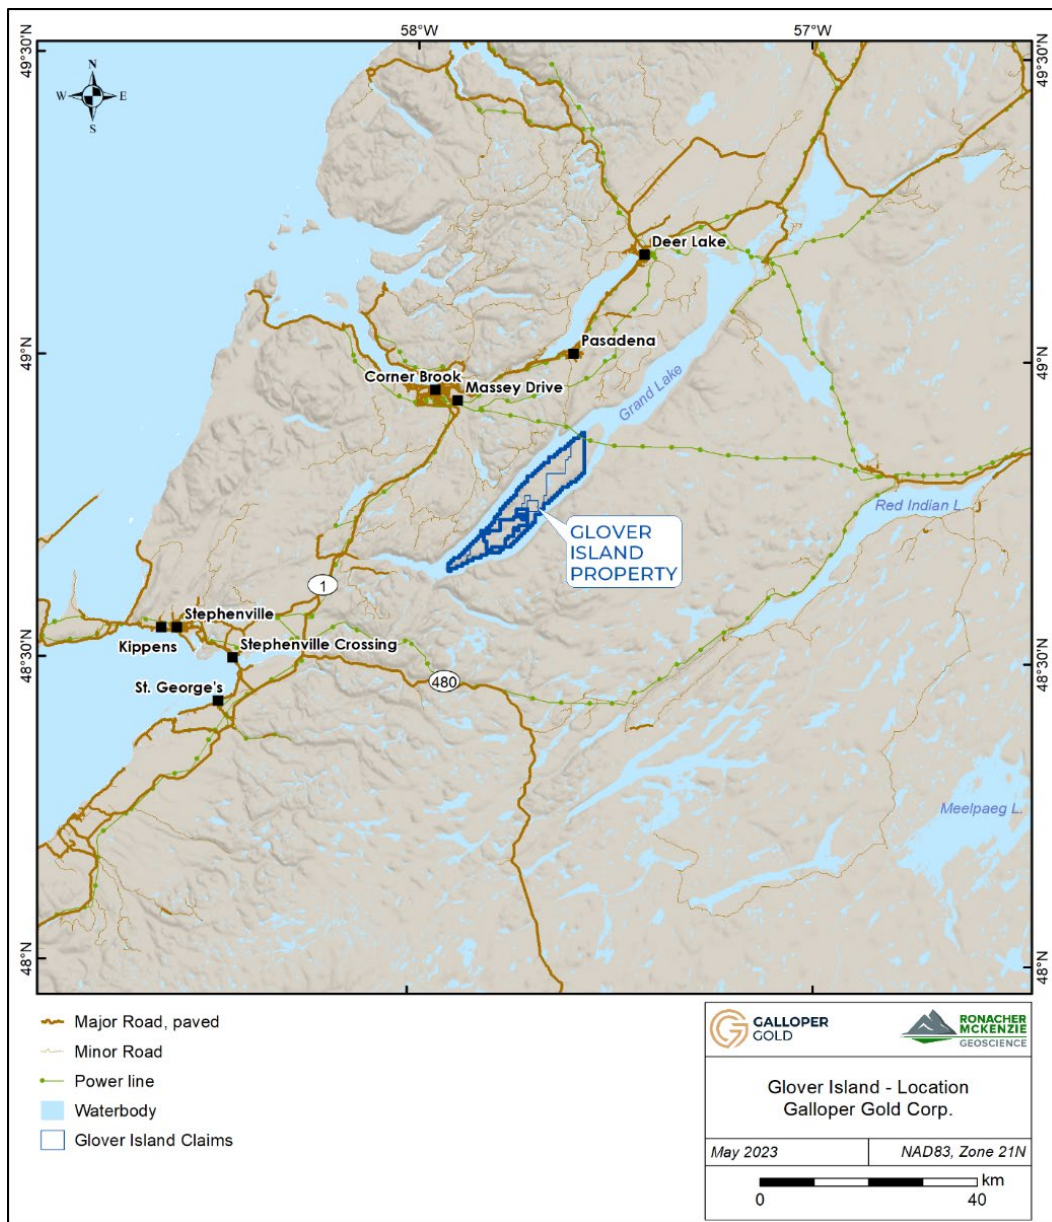 58°W
57°W
49°30'N
49°30'N
N
W
E
S
Deer Lake
Pasadena
49°N
49°N
Corner Brook
Massey Drive
Grand Lake
Red Indian L.
GLOVER
ISLAND
PROPERTY
1
Stephenville
Kippens
Stephenville Crossing
48°30'N
48°30'N
480
St. George's
Meelpaeg L.
48°N
48°N
58°W
57°W
Major Road, paved
Minor Road
Power line
Waterbody
Glover Island Claims
GALLOPER
GOLD
RONACHER
MCKENZIE
GEOSCIENCE
Glover Island - Location
Galloper Gold Corp.
May 2023
NAD83, Zone 21N
km
0
40